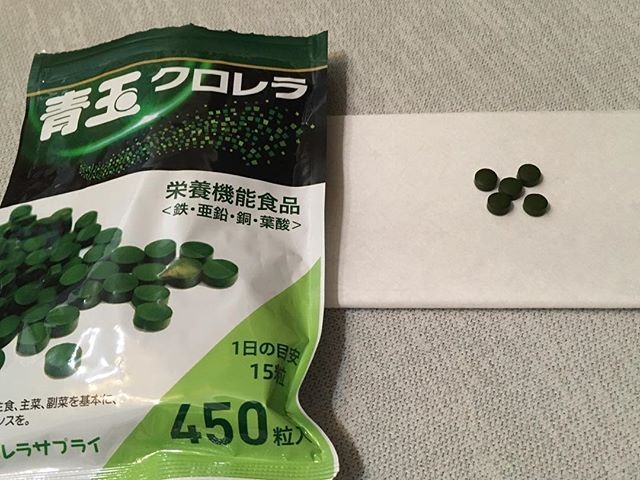 青玉クロレラ
栄養機能食品
<鉄・亜鉛・銅・葉酸>
1日の目安
15粒
450粒入
主食、主菜、副菜を基本に、
ンスを。
レラサプライ